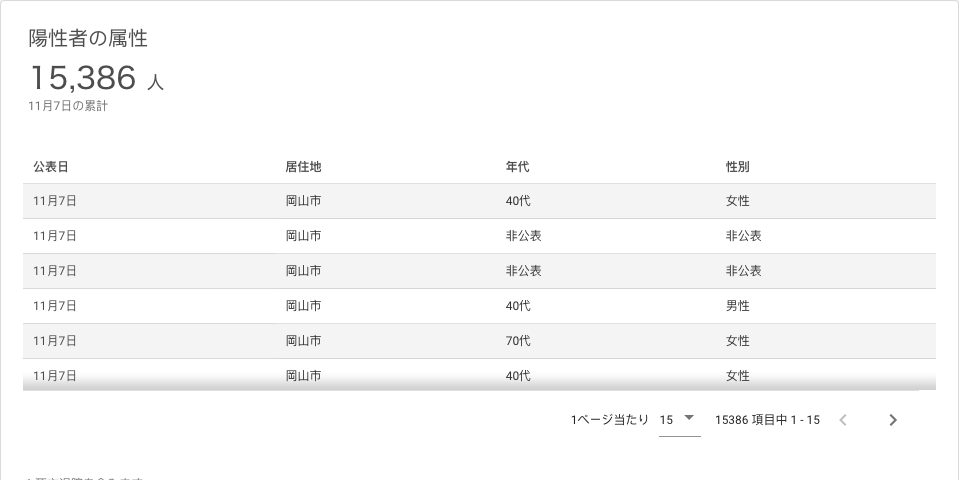 陽性者の属性
15,386 人
11月7日の累計
公表日 居住地 年代 性別
11月7日 岡山市 40代 女性
11月7日 岡山市 非公表 非公表
11月7日 岡山市 非公表 非公表
11月7日 岡山市 40代 男性
11月7日 岡山市 70代 女性
11月7日 岡山市 40代 女性
1ページ当たり 15 15386 項目中 1 - 15